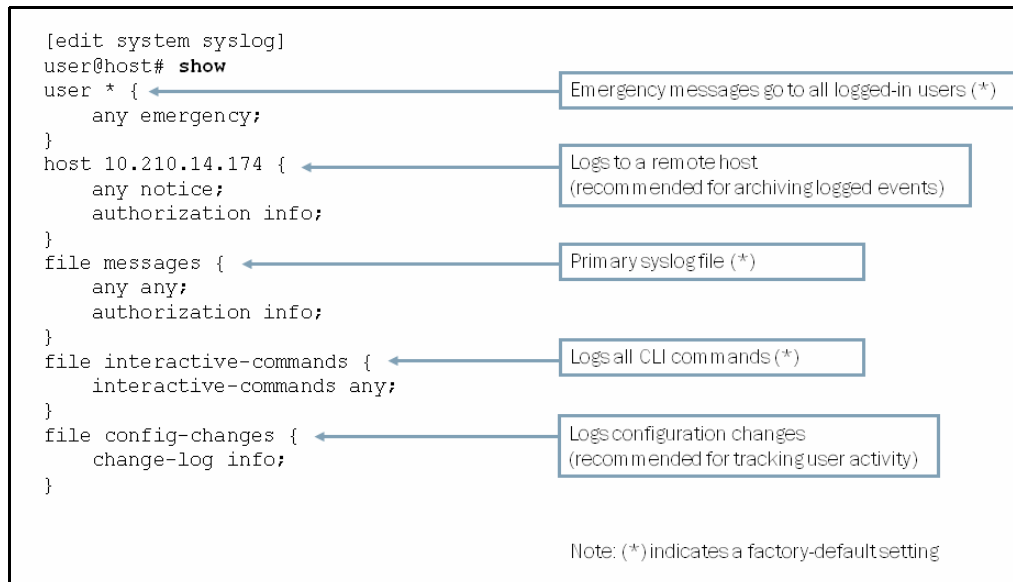 [edit system syslog]
user@host# show
user * {
Emergency messages go to all logged-in users (*)
any emergency;
}
host 10.210.14.174 {
Logs to a remote host
(recommended for archiving logged events)
any notice;
authorization info;
}
file messages {
Primary syslog file (*)
any any;
authorization info;
}
file interactive-commands {
Logs all CLI commands (*)
interactive-commands any;
}
file config-changes {
Logs configuration changes
(recommended for tracking user activity)
change-log info;
}
Note: (*) indicates a factory-default setting